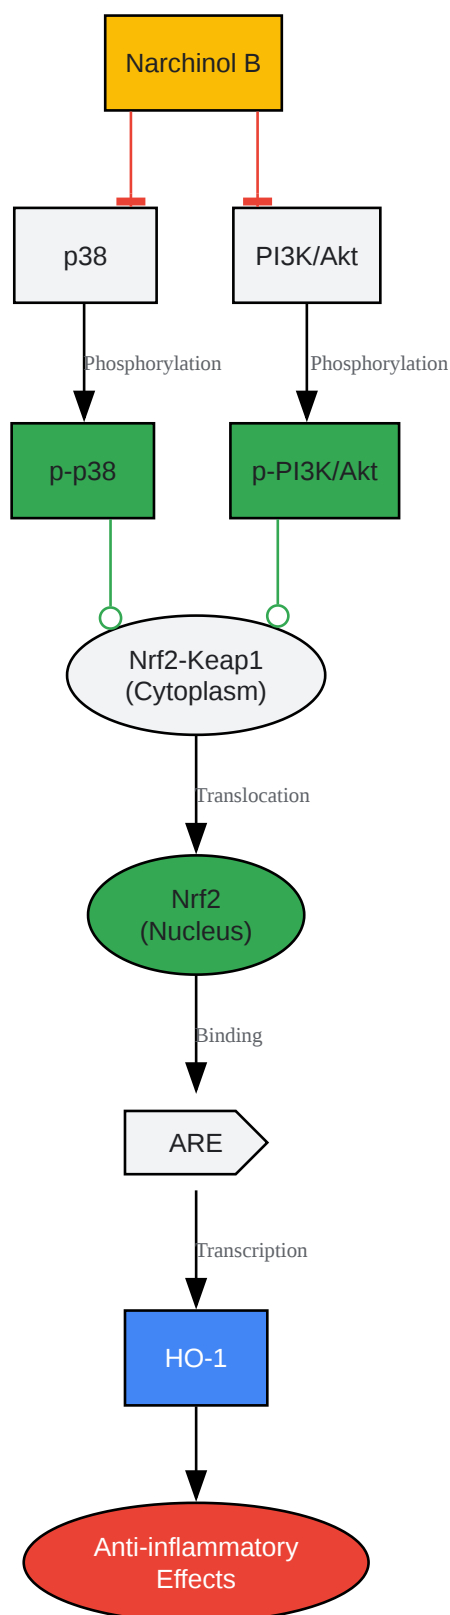 Narchinol B
p38
PI3K/Akt
Phosphorylation
Phosphorylation
p-p38
p-PI3K/Akt
Nrf2-Keap1
(Cytoplasm)
Translocation
Nrf2
(Nucleus)
Binding
ARE
Transcription
HO-1
Anti-inflammatory
Effects